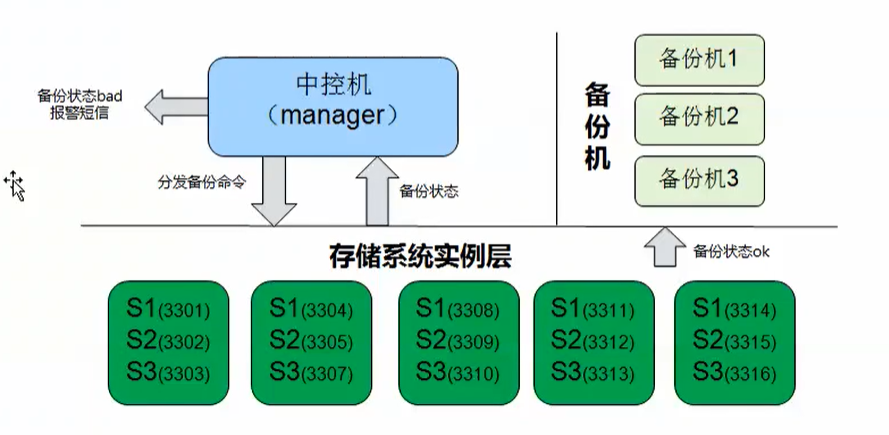 中控机
（manager）
备份状态bad
报警短信
分发备份命令
备份状态
备份机
备份机1
备份机2
备份机3
存储系统实例层
备份状态ok
S1(3301)
S2(3302)
S3(3303)
S1(3304)
S2(3305)
S3(3307)
S1(3308)
S2(3309)
S3(3310)
S1(3311)
S2(3312)
S3(3313)
S1(3314)
S2(3315)
S3(3316)